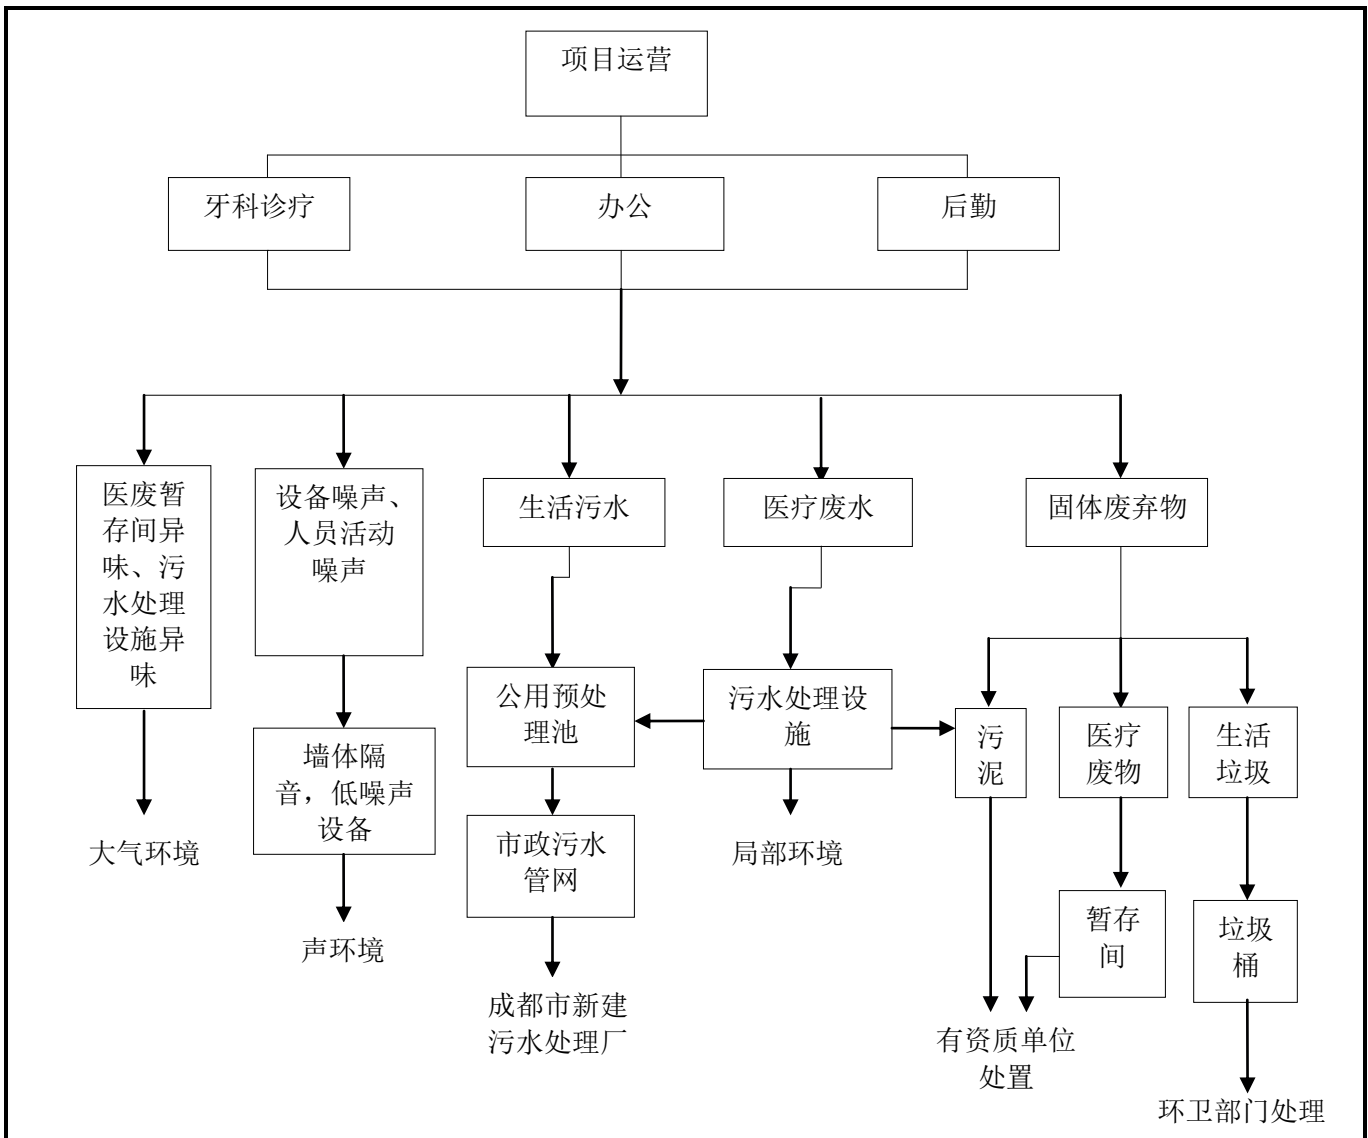 项目运营
牙科诊疗
办公
后勤
医废暂
存间异
味、污
水处理
设施异
味
设备噪声、
人员活动
噪声
生活污水
医疗废水
固体废弃物
公用预处
理池
污水处理设
施
污
泥
医疗
废物
生活
垃圾
墙体隔
音，低噪声
设备
大气环境
市政污水
管网
局部环境
暂存
间
垃圾
桶
声环境
成都市新建
污水处理厂
有资质单位
处置
环卫部门处理